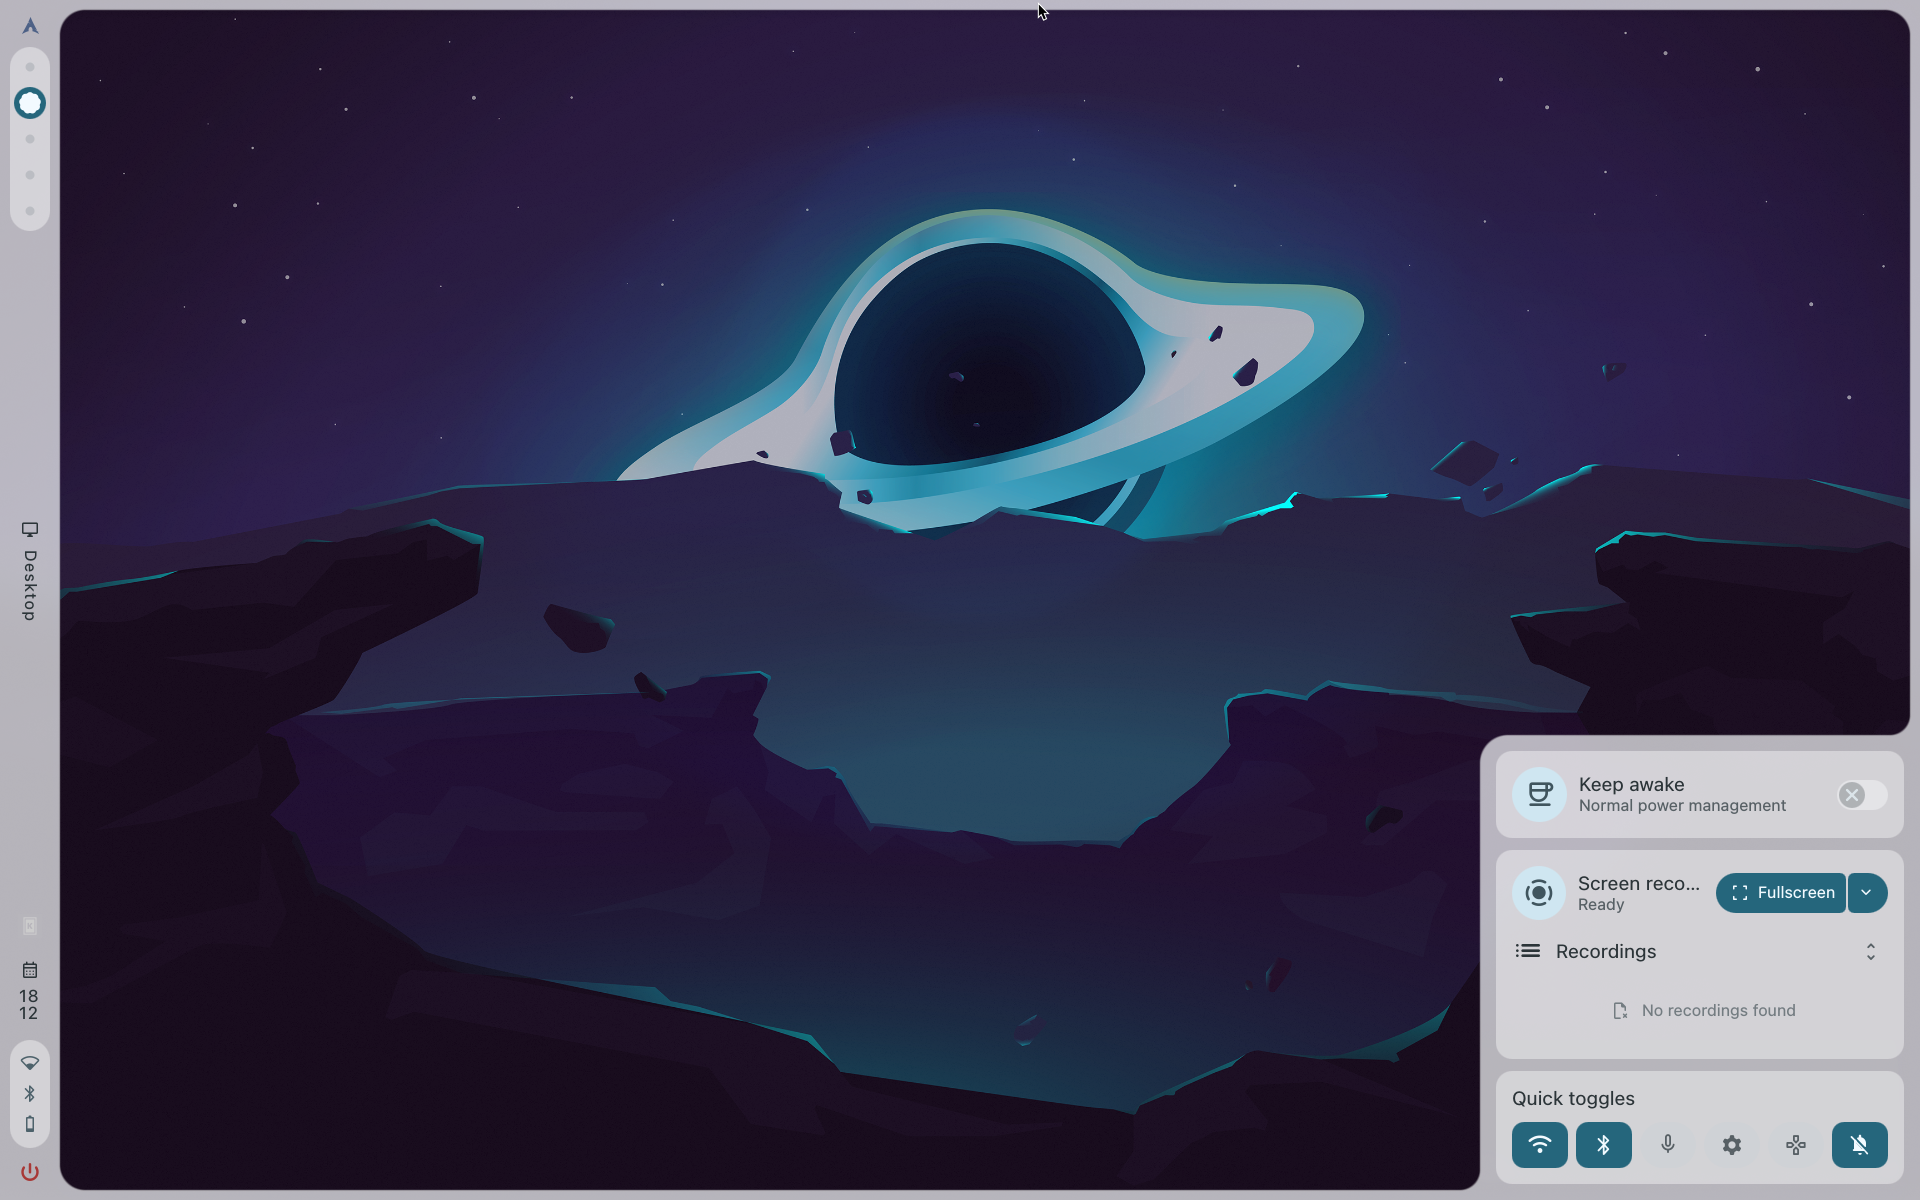 Desktop
18
12
Keep awake
Normal power management
Screen reco...
Ready
Fullscreen
Recordings
No recordings found
Quick toggles